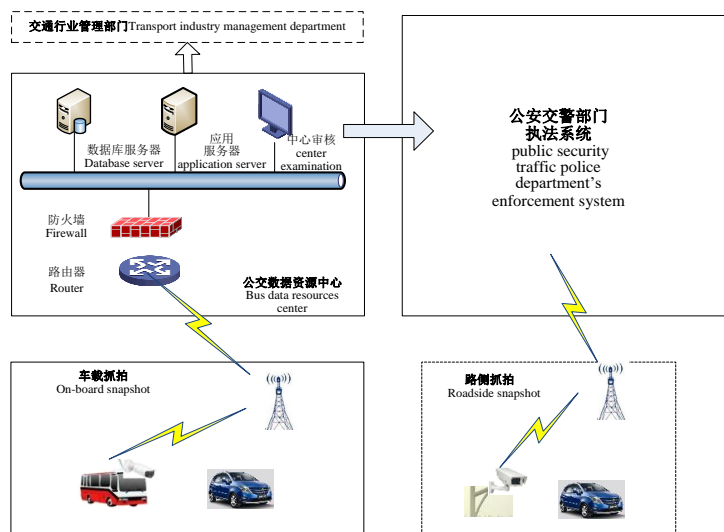 交通行业管理部门Transport industry management department
数据库服务器
Database server
应用
服务器
application server
中心审核
center
examination
防火墙
Firewall
路由器
Router
公交数据资源中心
Bus data resources
center
公安交警部门
执法系统
public security
traffic police
department’s
enforcement system
车载抓拍
On-board snapshot
路侧抓拍
Roadside snapshot